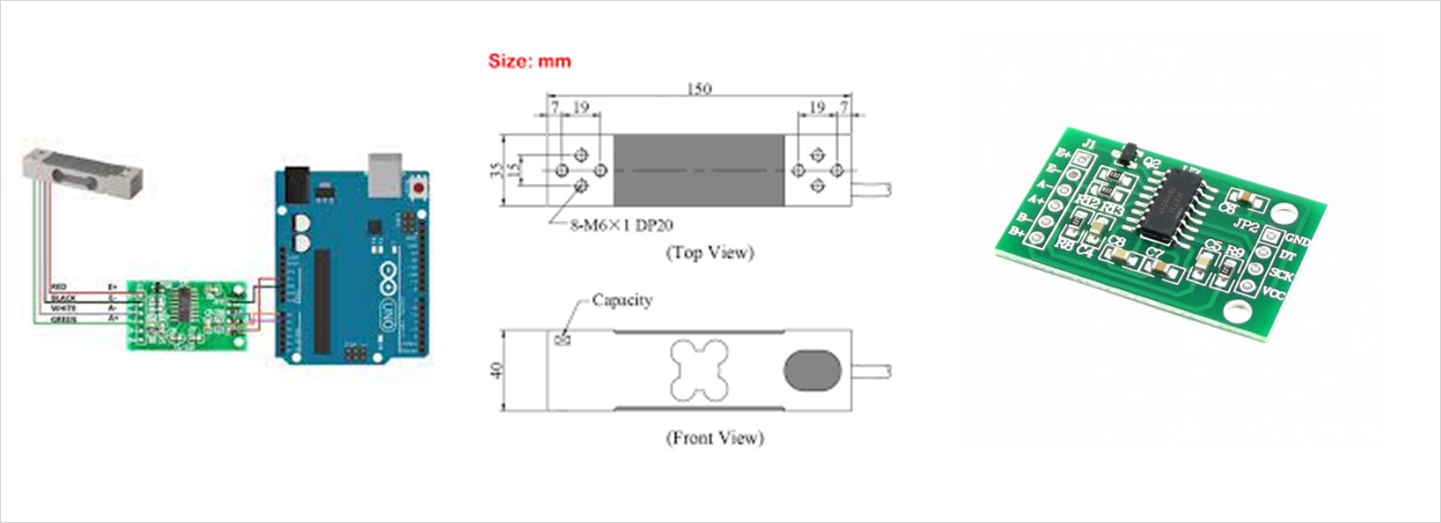 Size: mm
150
7 19
19 7
35
15
8-M6×1 DP20
(Top View)
Capacity
40
(Front View)
RED E+
BLACK E-
WHITE A-
GREEN A+
UNO
J1
E+
E-
A-
A+
B-
B+
Q2
R12 R13
R8
C4
C8
C7
C5 R9
C6
JP2
GND
DT
SCK
VCC